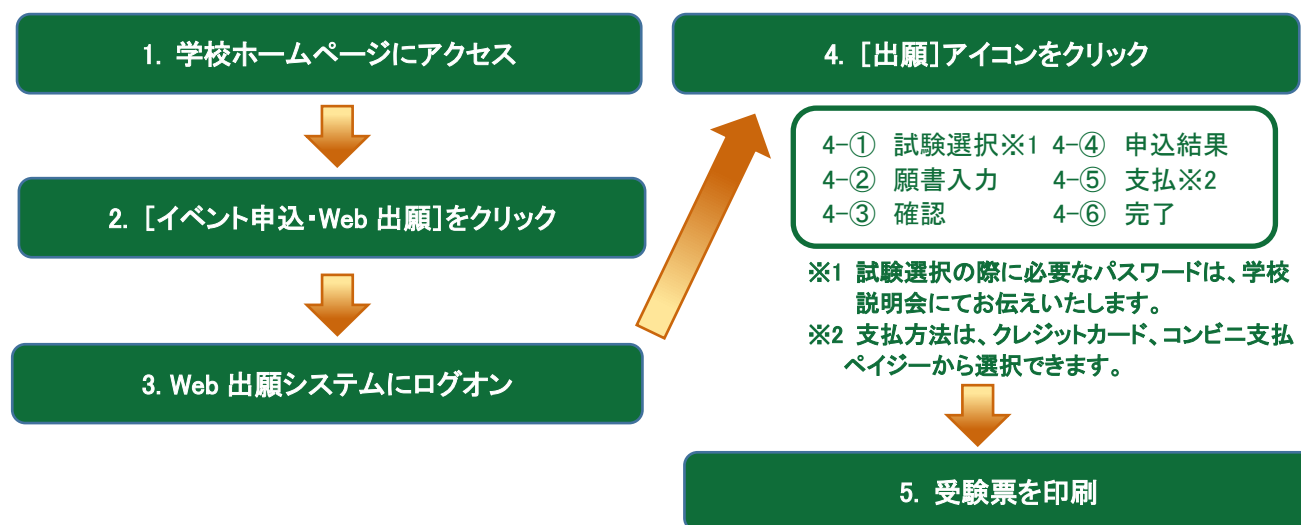 1. 学校ホームページにアクセス
2. [イベント申込・Web 出願]をクリック
3. Web 出願システムにログオン
4. [出願]アイコンをクリック
4-① 試験選択※1 4-④ 申込結果
4-② 願書入力 4-⑤ 支払※2
4-③ 確認 4-⑥ 完了
※1 試験選択の際に必要なパスワードは、学校
説明会にてお伝えいたします。
※2 支払方法は、クレジットカード、コンビニ支払
ペイジーから選択できます。
5. 受験票を印刷